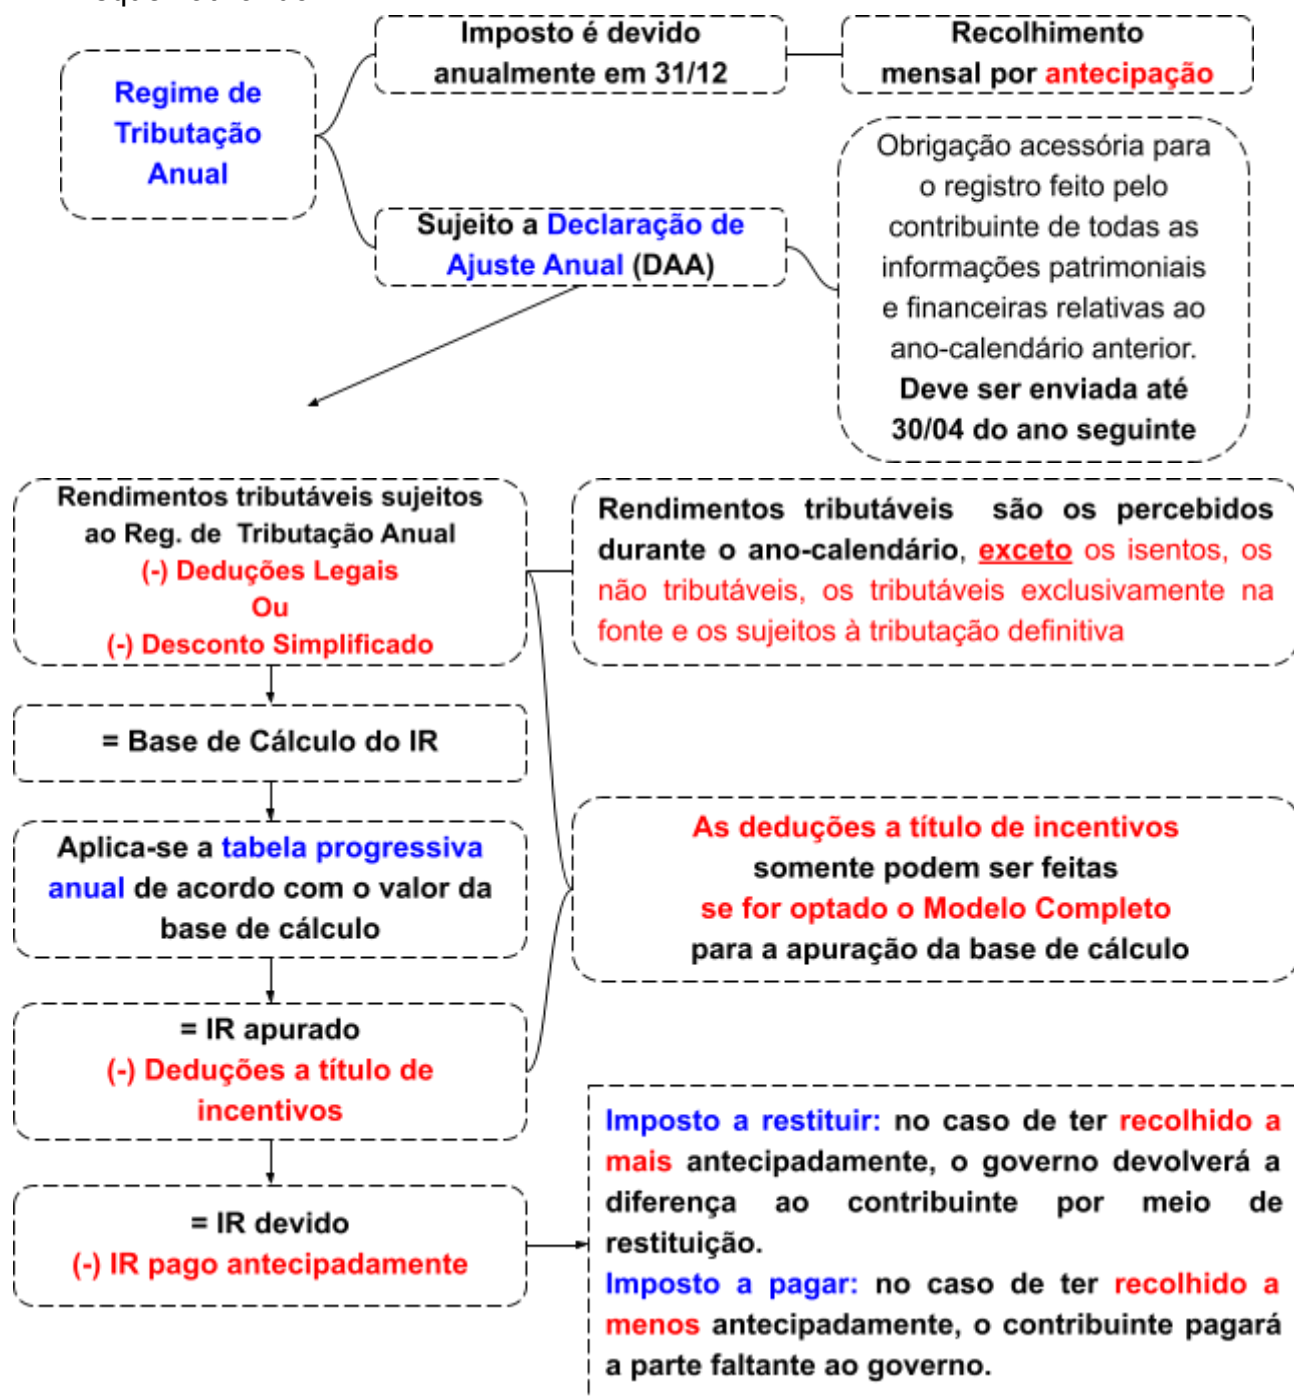 Imposto é devido
anualmente em 31/12
Recolhimento
mensal por antecipação
Regime de
Tributação
Anual
Sujeito a Declaração de
Ajuste Anual (DAA)
Obrigação acessória para
o registro feito pelo
contribuinte de todas as
informações patrimoniais
e financeiras relativas ao
ano-calendário anterior.
Deve ser enviada até
30/04 do ano seguinte
Rendimentos tributáveis sujeitos
ao Reg. de Tributação Anual
(-) Deduções Legais
Ou
(-) Desconto Simplificado
Rendimentos tributáveis são os percebidos
durante o ano-calendário, exceto os isentos, os
não tributáveis, os tributáveis exclusivamente na
fonte e os sujeitos à tributação definitiva
= Base de Cálculo do IR
Aplica-se a tabela progressiva
anual de acordo com o valor da
base de cálculo
As deduções a título de incentivos
somente podem ser feitas
se for optado o Modelo Completo
para a apuração da base de cálculo
= IR apurado
(-) Deduções a título de
incentivos
= IR devido
(-) IR pago antecipadamente
Imposto a restituir: no caso de ter recolhido a
mais antecipadamente, o governo devolverá a
diferença ao contribuinte por meio de
restituição.
Imposto a pagar: no caso de ter recolhido a
menos antecipadamente, o contribuinte pagará
a parte faltante ao governo.